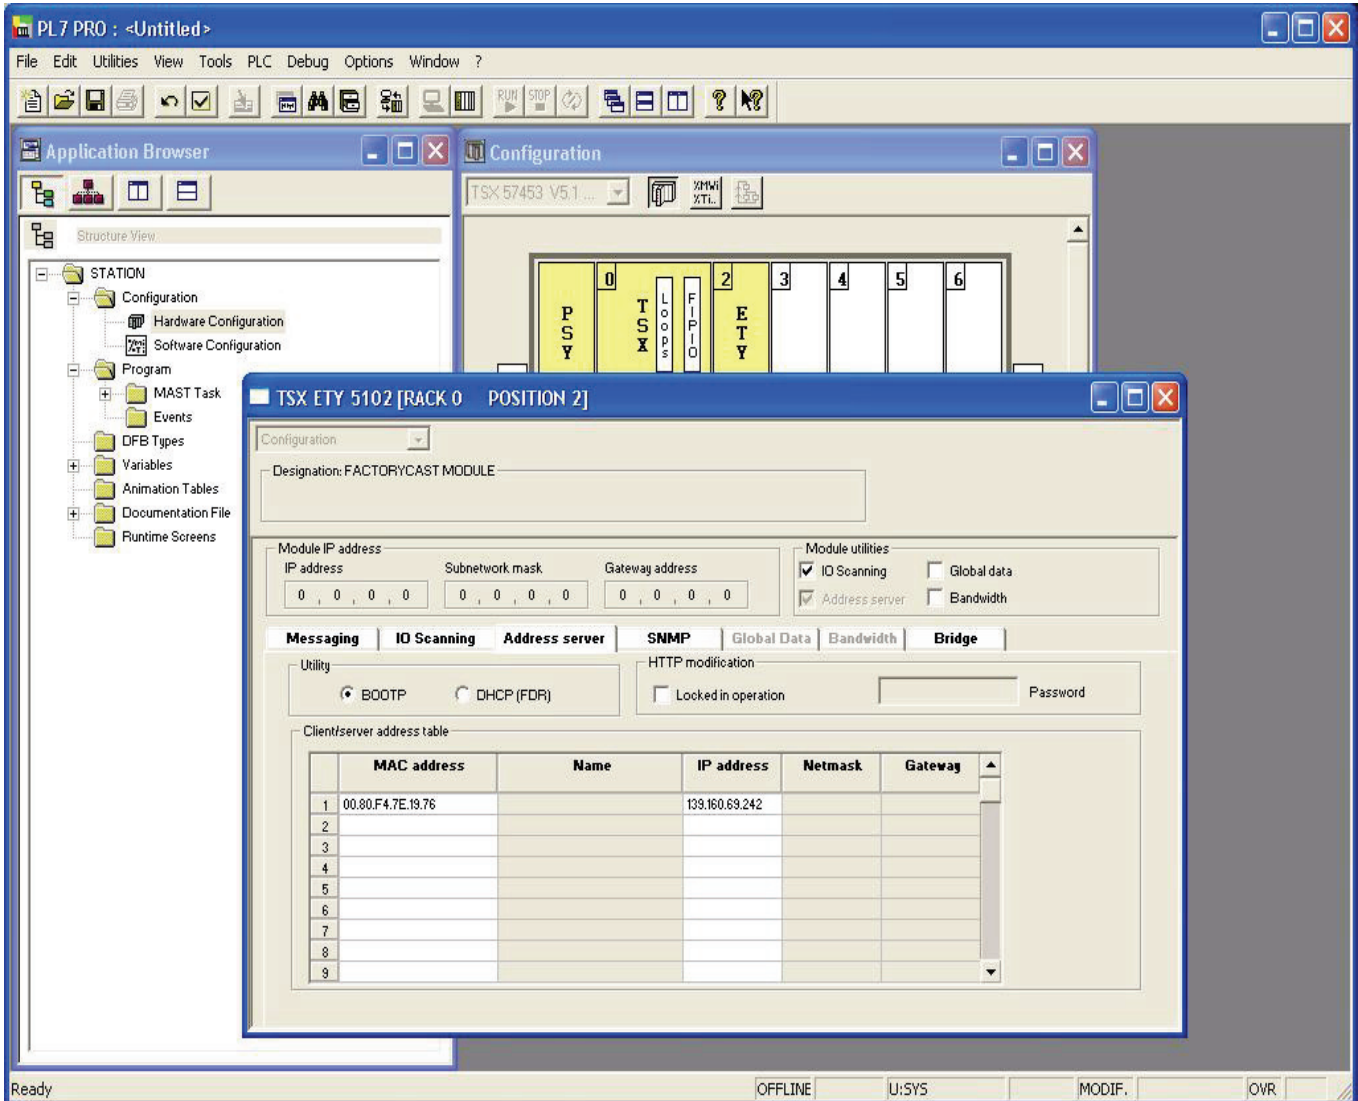 PL7 PRO : <Untitled>
File Edit Utilities View Tools PLC Debug Options Window ?
RUN STOP
Application Browser
Configuration
TSX 57453 V5.1 ...
%MWi
%Ti..
Structure View
STATION
Configuration
Hardware Configuration
Software Configuration
Program
MAST Task
Events
DFB Types
Variables
Animation Tables
Documentation File
Runtime Screens
0 2 3 4 5 6
PSY
TSX
Loops
FIPIO
ETY
TSX ETY 5102 [RACK 0 POSITION 2]
Configuration
Designation: FACTORYCAST MODULE
Module IP address
IP address Subnetwork mask Gateway address
0 , 0 , 0 , 0 0 , 0 , 0 , 0 0 , 0 , 0 , 0
Module utilities
IO Scanning Global data
Address server Bandwidth
Messaging IO Scanning Address server SNMP Global Data Bandwidth Bridge
Utility
BOOTP DHCP (FDR)
HTTP modification
Locked in operation Password
Client/server address table
MAC address Name IP address Netmask Gateway
1 00.80.F4.7E.19.76 139.160.69.242
2
3
4
5
6
7
8
9
Ready OFFLINE U:SYS MODIF. OVR